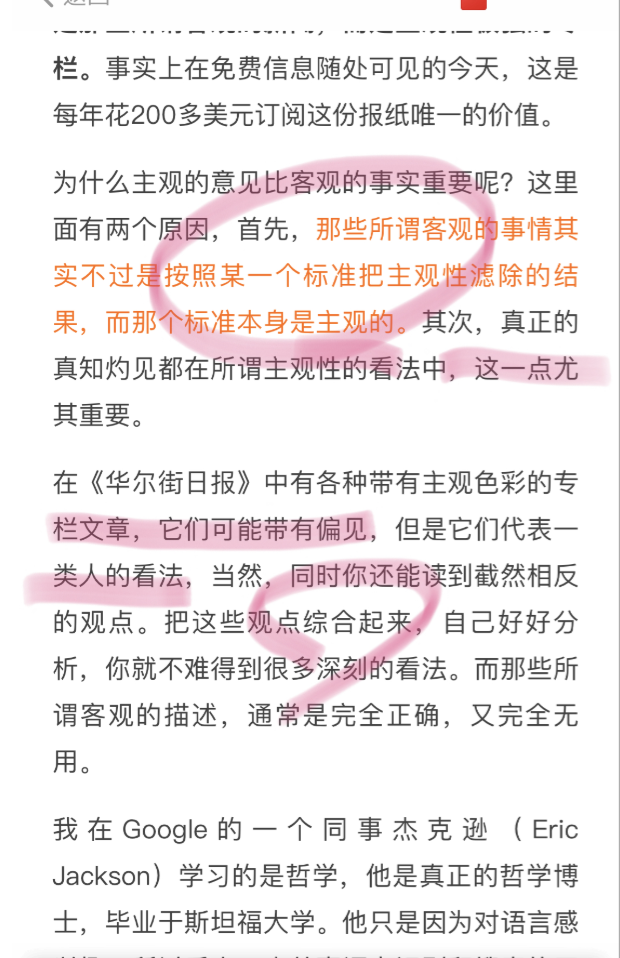 栏。事实上在免费信息随处可见的今天，这是
每年花200多美元订阅这份报纸唯一的价值。
为什么主观的意见比客观的事实重要呢？这里
面有两个原因，首先，那些所谓客观的事情其
实不过是按照某一个标准把主观性滤除的结
果，而那个标准本身是主观的。其次，真正的
真知灼见都在所谓主观性的看法中，这一点尤
其重要。
在《华尔街日报》中有各种带有主观色彩的专
栏文章，它们可能带有偏见，但是它们代表一
类人的看法，当然，同时你还能读到截然相反
的观点。把这些观点综合起来，自己好好分
析，你就不难得到很多深刻的看法。而那些所
谓客观的描述，通常是完全正确，又完全无
用。
我在Google的一个同事杰克逊（Eric
Jackson）学习的是哲学，他是真正的哲学博
士，毕业于斯坦福大学。他只是因为对语言感